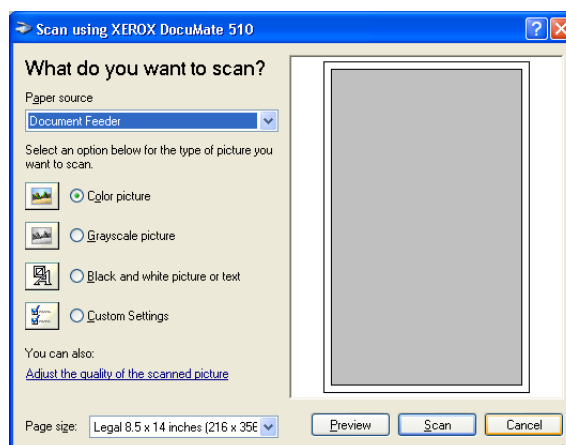 Scan using XEROX DocuMate 510
What do you want to scan?
Paper source
Document Feeder
Select an option below for the type of picture you
want to scan.
Color picture
Grayscale picture
Black and white picture or text
Custom Settings
You can also:
Adjust the quality of the scanned picture
Page size: Legal 8.5 x 14 inches (216 x 356
Preview Scan Cancel